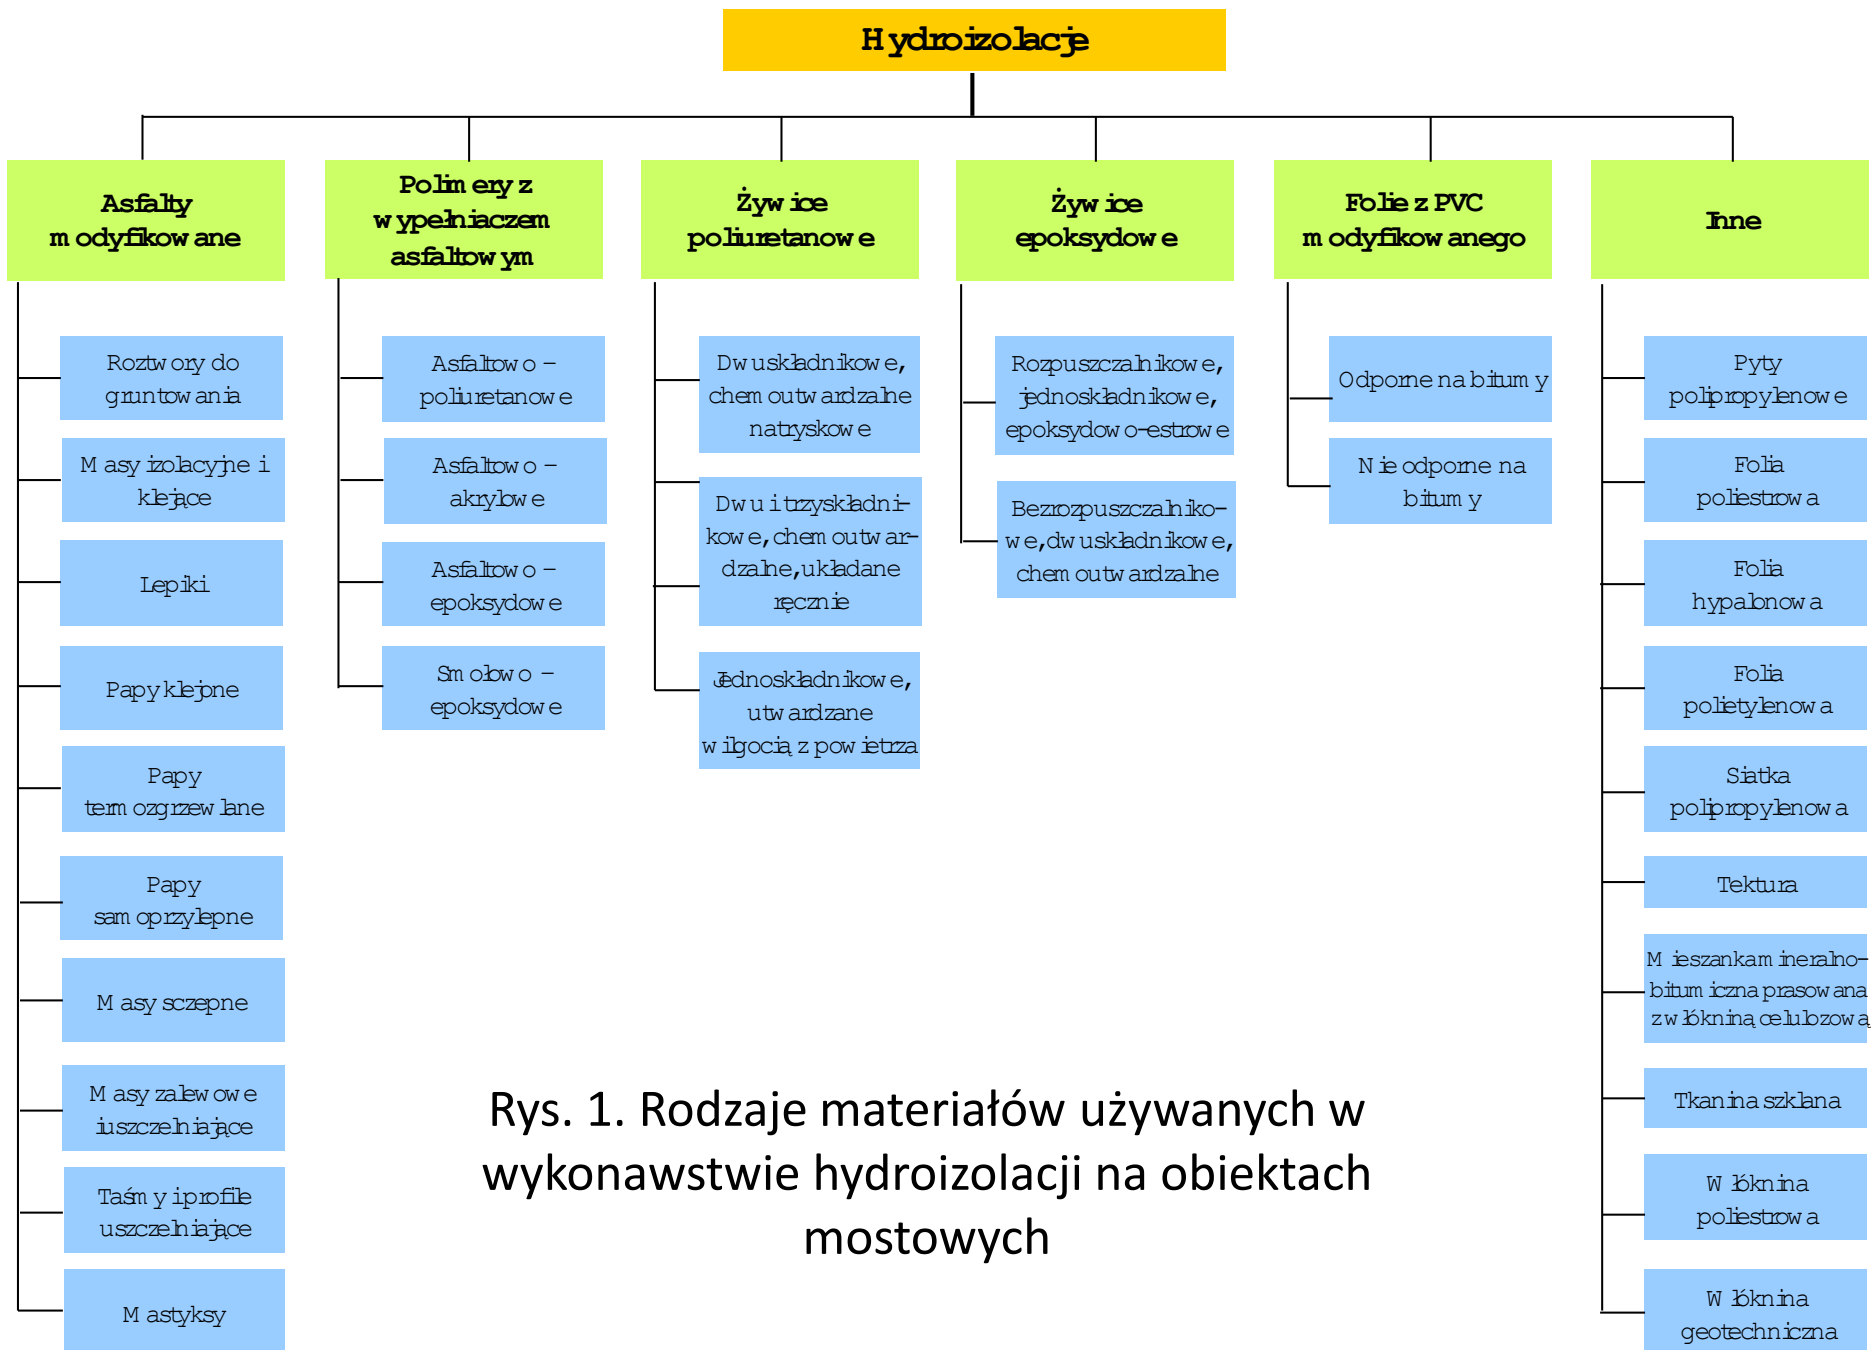 Hydroizolacje
Asfalty
modyfikowane
Roztwory do
gruntowania
Masy izolacyjne i
klejące
Lepiki
Papy klejone
Papy
termozgrzewlane
Papy
samoprzylepne
Masy sczepne
Masy zalewowe
i uszczelniające
Taśmy i profile
uszczelniające
Mastyksy
Polimery z
wypełniaczem
asfaltowym
Asfaltowo –
poliuretanowe
Asfaltowo –
akrylowe
Asfaltowo –
epoksydowe
Smołowo –
epoksydowe
Żywice
poliuretanowe
Dwuskładnikowe,
chemoutwardzalne
natryskowe
Dwu i trzyskładni-
kowe, chemoutwar-
dzalne, układane
ręcznie
Jednoskładnikowe,
utwardzane
wilgocią z powietrza
Żywice
epoksydowe
Rozpuszczalnikowe,
jednoskładnikowe,
epoksydowo-estrowe
Bezrozpuszczalniko-
we, dwuskładnikowe,
chemoutwardzalne
Folie z PVC
modyfikowanego
Odporne na bitumy
Nie odporne na
bitumy
Inne
Pyty
polipropylenowe
Folia
poliestrowa
Folia
hypalonowa
Folia
polietylenowa
Siatka
polipropylenowa
Tektura
Mieszanka mineralno-
bitumiczna prasowana
z włókniną celulozową
Tkanina szklana
Włóknina
poliestrowa
Włóknina
geotechniczna
Rys. 1. Rodzaje materiałów używanych w
wykonawstwie hydroizolacji na obiektach
mostowych